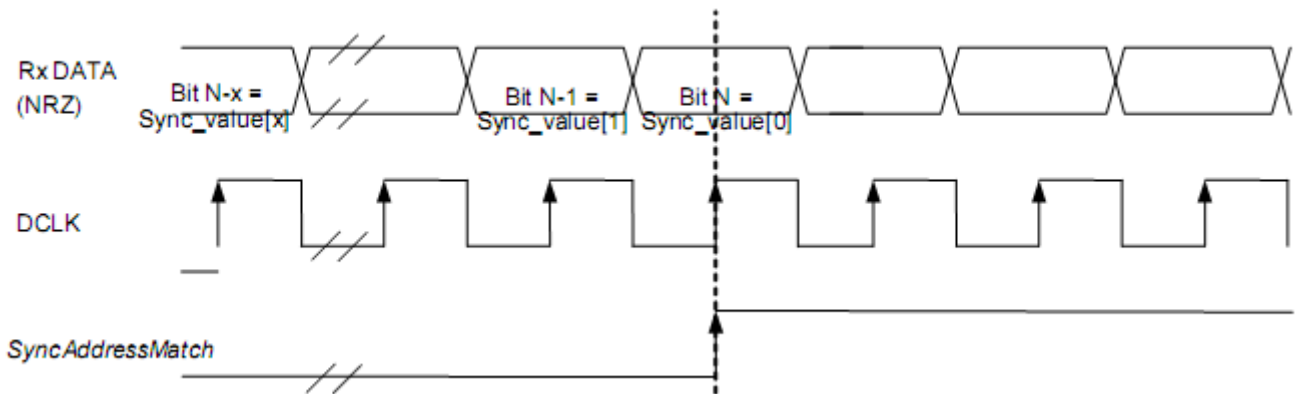 Rx DATA
(NRZ)
Bit N-x =
Sync_value[x]
Bit N-1 =
Sync_value[1]
Bit N =
Sync_value[0]
DCLK
SyncAddressMatch